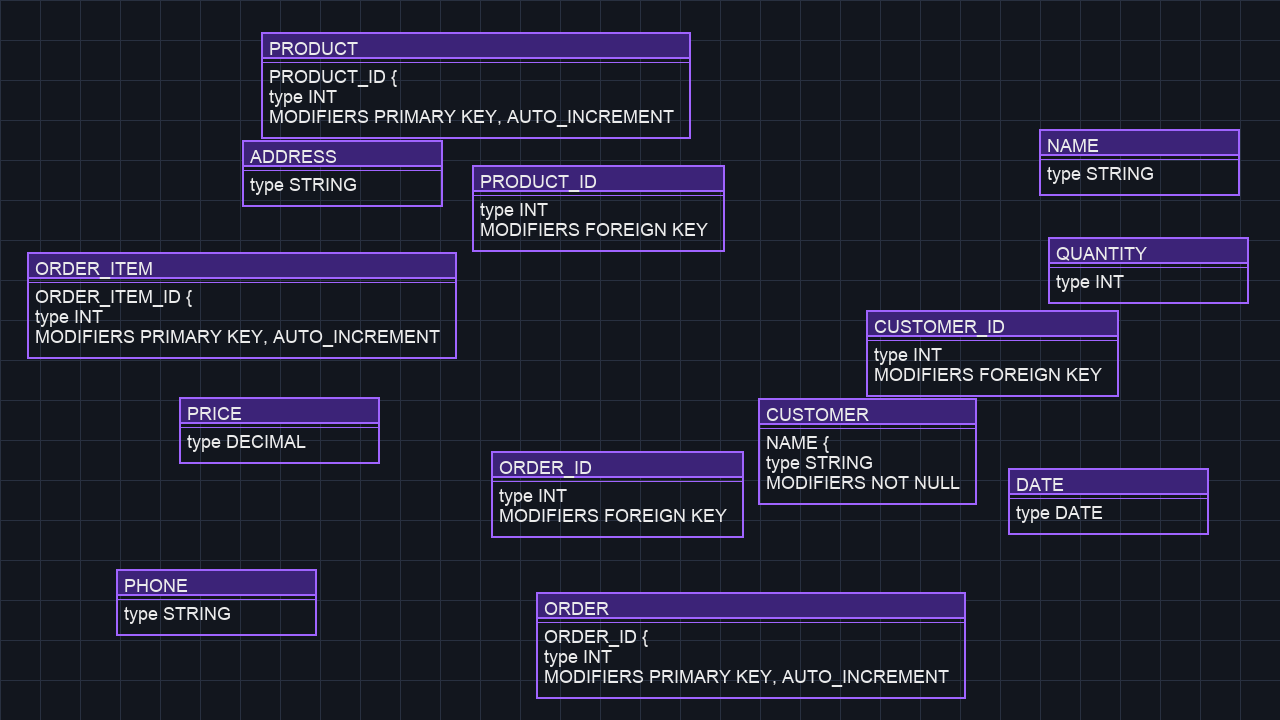 PRODUCT
PRODUCT_ID {
type INT
MODIFIERS PRIMARY KEY, AUTO_INCREMENT
ADDRESS
type STRING
PRODUCT_ID
type INT
MODIFIERS FOREIGN KEY
NAME
type STRING
QUANTITY
type INT
ORDER_ITEM
ORDER_ITEM_ID {
type INT
MODIFIERS PRIMARY KEY, AUTO_INCREMENT
CUSTOMER_ID
type INT
MODIFIERS FOREIGN KEY
PRICE
type DECIMAL
CUSTOMER
NAME {
type STRING
MODIFIERS NOT NULL
ORDER_ID
type INT
MODIFIERS FOREIGN KEY
DATE
type DATE
PHONE
type STRING
ORDER
ORDER_ID {
type INT
MODIFIERS PRIMARY KEY, AUTO_INCREMENT